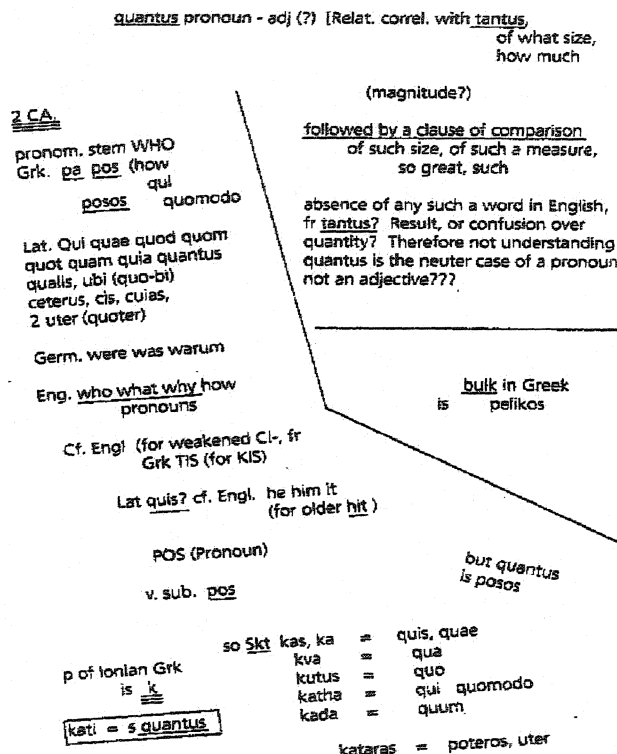 quantus pronoun - adj (?) [Relat. correl. with tantus,
of what size,
how much
(magnitude?)
followed by a clause of comparison
of such size, of such a measure,
so great, such
absence of any such a word in English,
fr tantus? Result, or confusion over
quantity? Therefore not understanding
quantus is the neuter case of a pronoun
not an adjective???
2 CA.
pronom. stem WHO
Grk. pa pos (how
qui
posos quomodo
Lat. Qui quae quod quom
quot quam quia quantus
qualis, ubi (quo-bi)
ceterus, cis, cuias,
2 uter (quoter)
Germ. were was warum
Eng. who what why how
pronouns
Cf. Engl (for weakened CI-, fr
Grk TIS (for KIS)
Lat quis? cf. Engl. he him it
(for older hit)
POS (Pronoun)
v. sub. pos
bulk in Greek
is pelikos
but quantus
is posos
p of Ionian Grk
is k
kati = s quantus
so Skt kas, ka = quis, quae
kva = qua
kutus = quo
katha = qui quomodo
kada = quum
kataras = poteros, uter